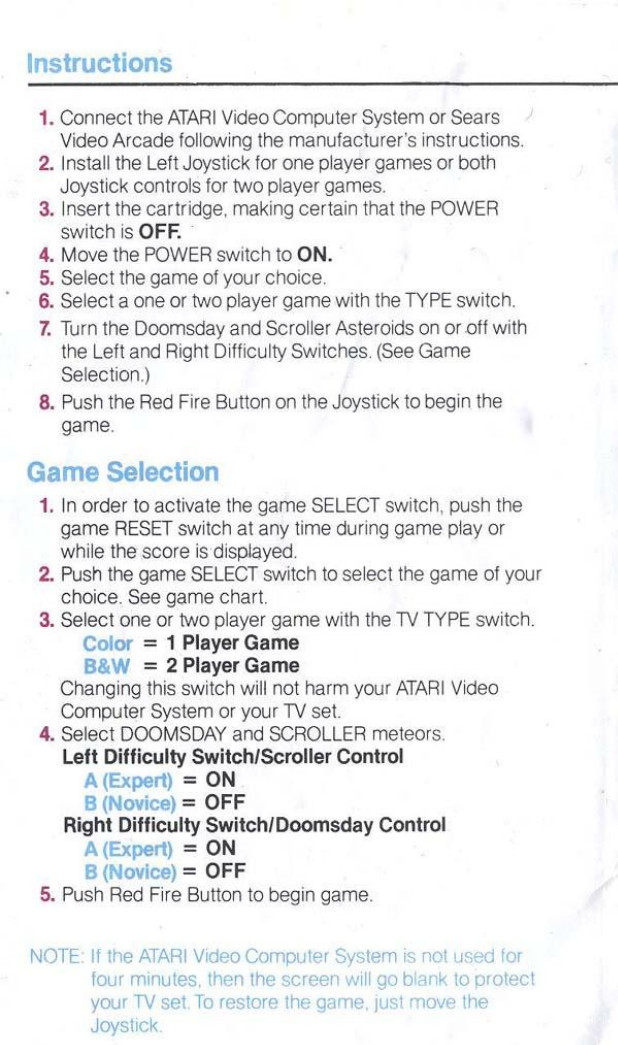 Instructions
1. Connect the ATARI Video Computer System or Sears
Video Arcade following the manufacturer's instructions.
2. Install the Left Joystick for one player games or both
Joystick controls for two player games.
3. Insert the cartridge, making certain that the POWER
switch is OFF.
4. Move the POWER switch to ON.
5. Select the game of your choice.
6. Select a one or two player game with the TYPE switch.
7. Turn the Doomsday and Scroller Asteroids on or off with
the Left and Right Difficulty Switches. (See Game
Selection.)
8. Push the Red Fire Button on the Joystick to begin the
game.
Game Selection
1. In order to activate the game SELECT switch, push the
game RESET switch at any time during game play or
while the score is displayed.
2. Push the game SELECT switch to select the game of your
choice. See game chart.
3. Select one or two player game with the TV TYPE switch.
Color = 1 Player Game
B&W = 2 Player Game
Changing this switch will not harm your ATARI Video
Computer System or your TV set.
4. Select DOOMSDAY and SCROLLER meteors.
Left Difficulty Switch/Scroller Control
A (Expert) = ON
B (Novice) = OFF
Right Difficulty Switch/Doomsday Control
A (Expert) = ON
B (Novice) = OFF
5. Push Red Fire Button to begin game.
NOTE: If the ATARI Video Computer System is not used for
four minutes, then the screen will go blank to protect
your TV set. To restore the game, just move the
Joystick.